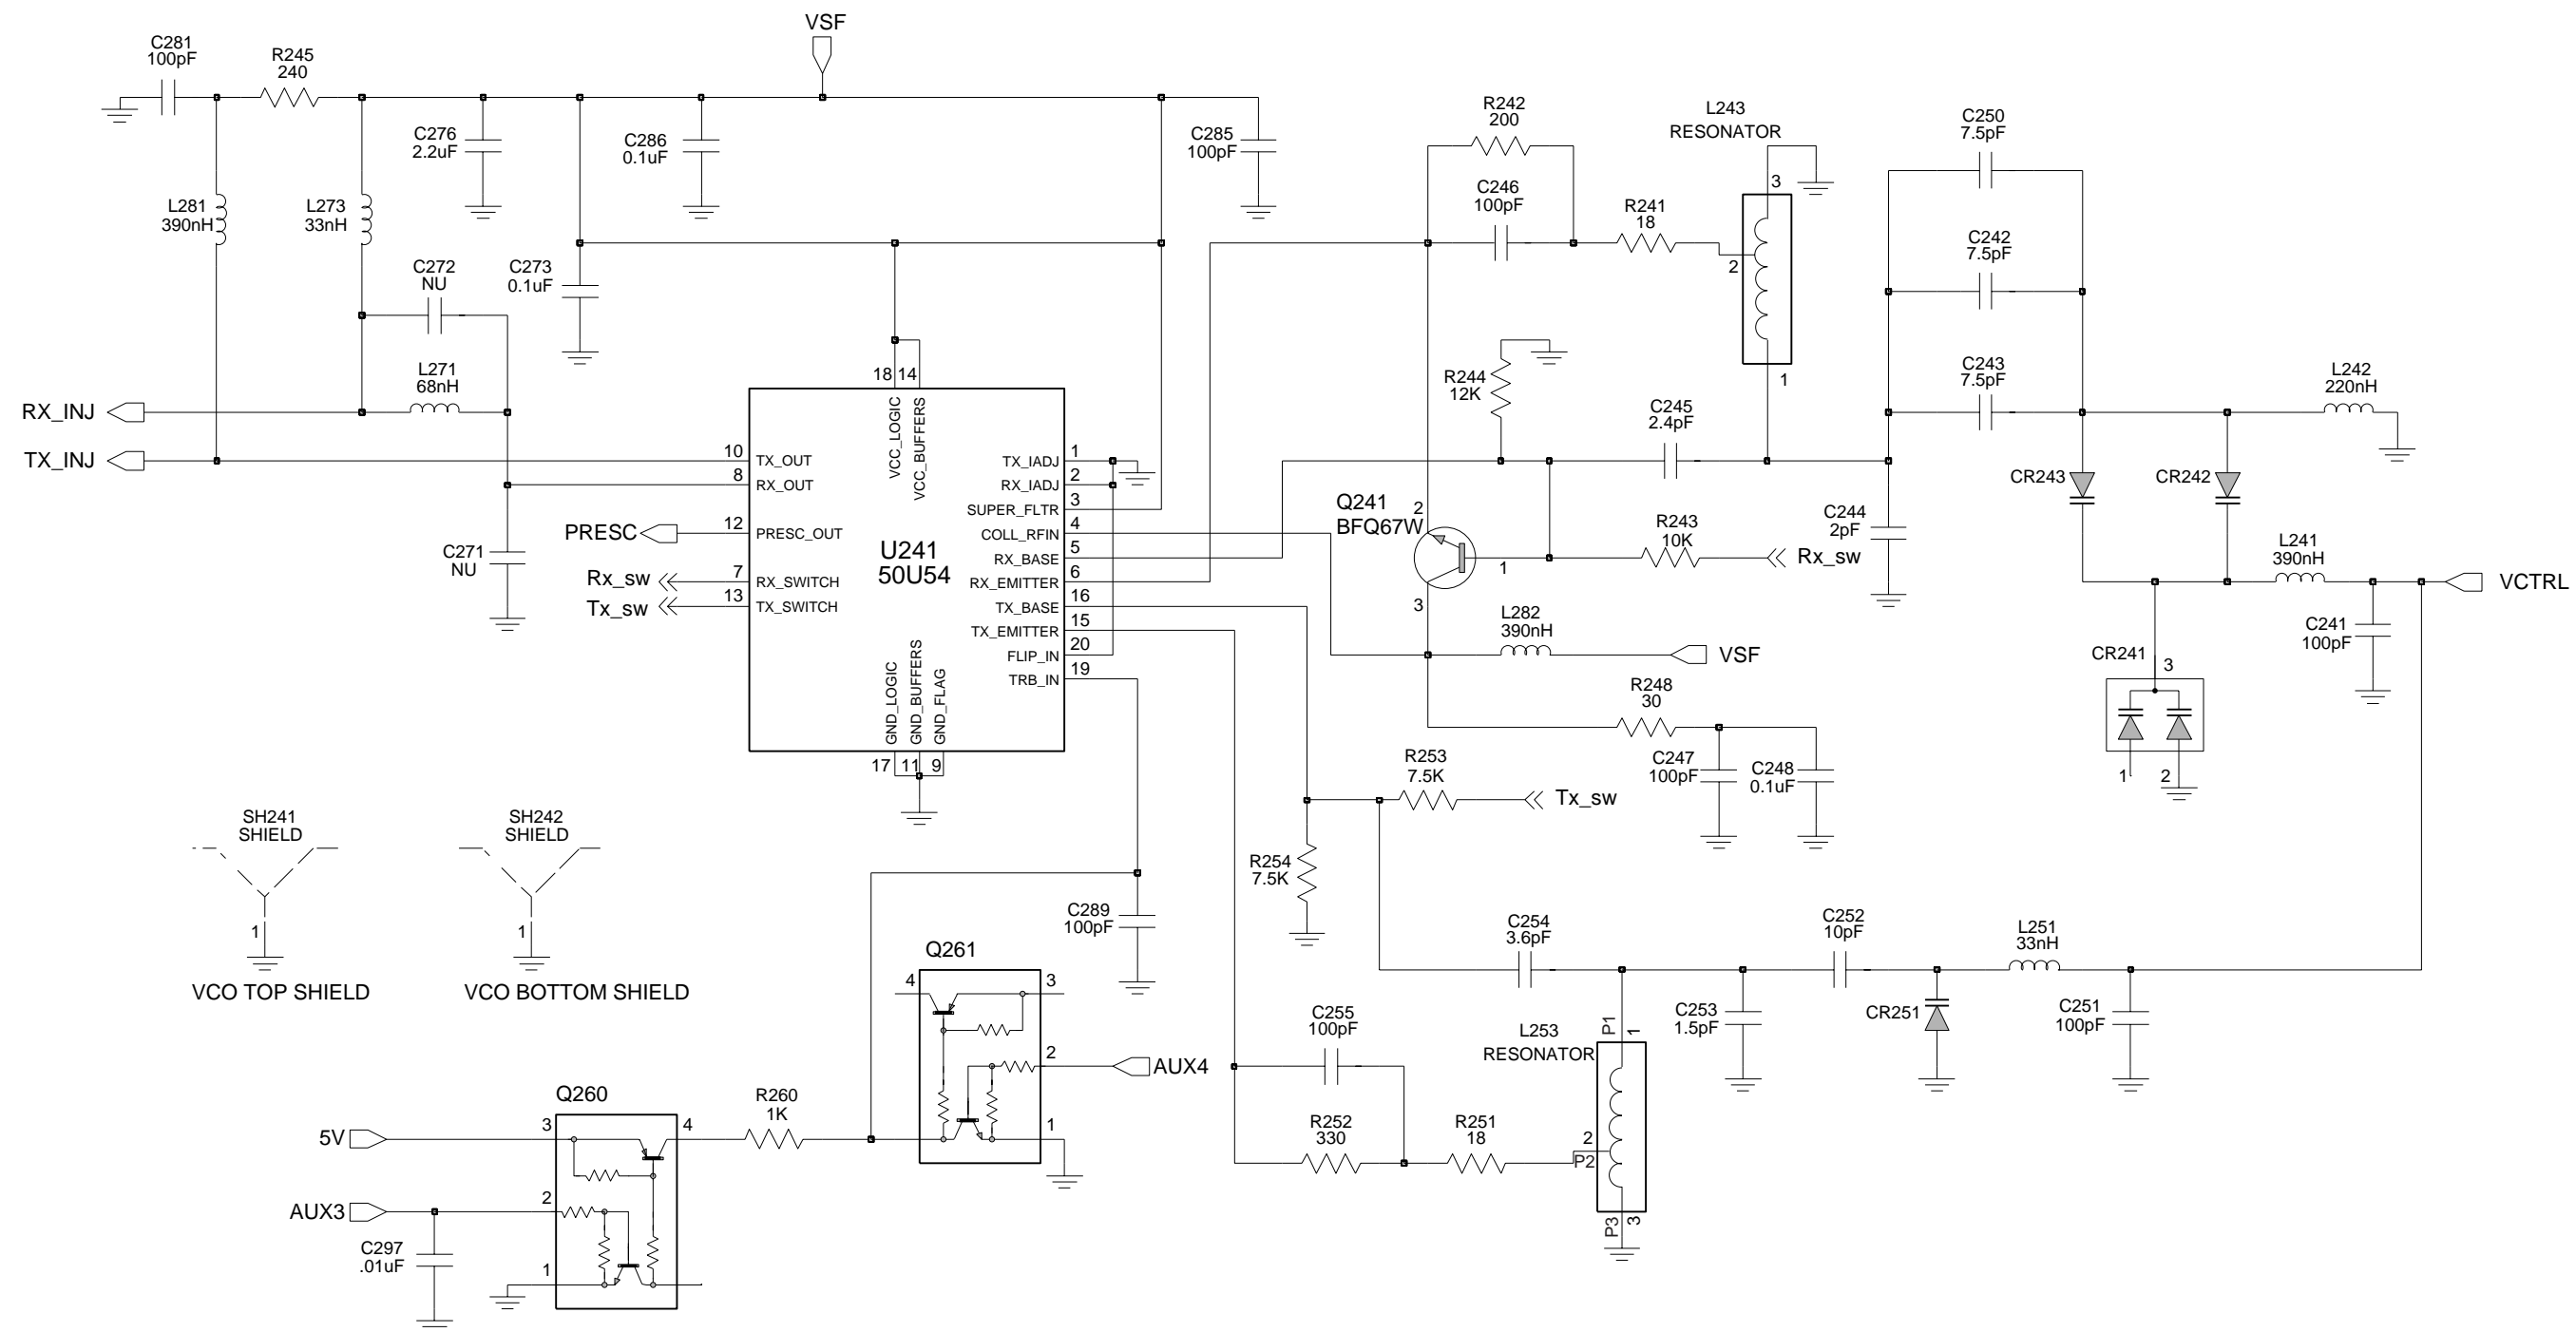 VSF
C281
100pF
R245
240
C276
2.2uF
C286
0.1uF
C285
100pF
R242
200
L243
RESONATOR
C250
7.5pF
L281
390nH
L273
33nH
C246
100pF
R241
18
3
2
1
C242
7.5pF
C272
NU
C273
0.1uF
L271
68nH
R244
12K
C245
2.4pF
C243
7.5pF
L242
220nH
RX_INJ
TX_INJ
18
14
VCC_LOGIC
VCC_BUFFERS
10
TX_OUT
8
RX_OUT
12
PRESC_OUT
7
RX_SWITCH
13
TX_SWITCH
PRESC
Rx_sw
Tx_sw
C271
NU
U241
50U54
TX_IADJ
1
RX_IADJ
2
SUPER_FLTR
3
COLL_RFIN
4
RX_BASE
5
RX_EMITTER
6
TX_BASE
16
TX_EMITTER
15
FLIP_IN
20
TRB_IN
19
GND_LOGIC
GND_BUFFERS
GND_FLAG
17
11
9
Q241
BFQ67W
2
1
3
R243
10K
Rx_sw
C244
2pF
CR243
CR242
L241
390nH
VCTRL
C241
100pF
CR241
3
1
2
L282
390nH
VSF
R248
30
C247
100pF
C248
0.1uF
R253
7.5K
Tx_sw
R254
7.5K
SH241
SHIELD
1
VCO TOP SHIELD
SH242
SHIELD
1
VCO BOTTOM SHIELD
C289
100pF
C254
3.6pF
C252
10pF
L251
33nH
C253
1.5pF
CR251
C251
100pF
Q261
4
3
2
1
AUX4
C255
100pF
L253
RESONATOR
P1
1
2
P2
P3
3
R252
330
R251
18
Q260
5V
3
4
R260
1K
AUX3
2
1
C297
.01uF